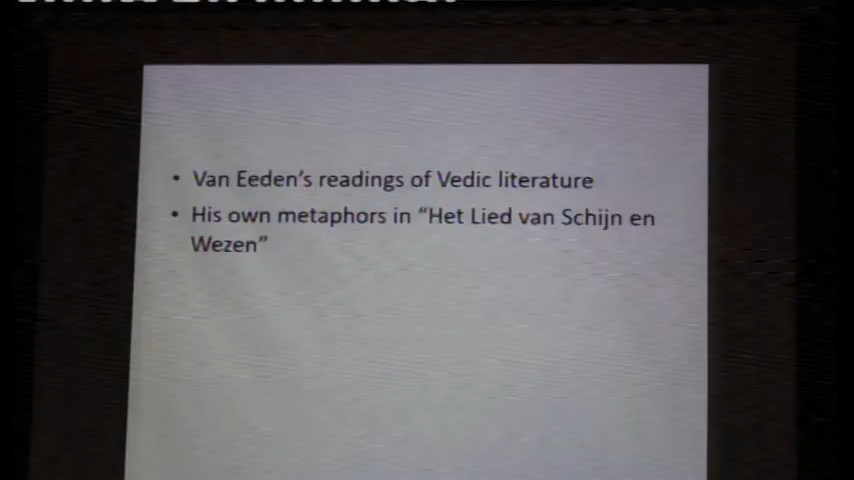 • Van Eeden's readings of Vedic literature
• His own metaphors in “Het Lied van Schijn en
Wezen”